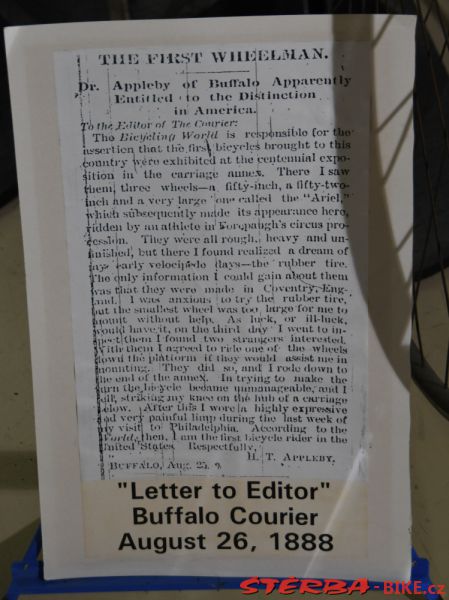 THE FIRST WHEELMAN.
Dr. Appleby of Buffalo Apparently
Entitled to the Distinction
in America.
To the Editor of The Courier:
The Bicycling World is responsible for the
assertion that the first bicycles brought to this
country were exhibited at the centennial expo-
sition in the carriage annex. There I saw
them, three wheels—a fifty-inch, a fifty-two-
inch and a very large one called the "Ariel,"
which subsequently made its appearance here,
ridden by an athlete in Forepaugh's circus pro-
cession. They were all rough, heavy and un-
finished, but there I found realized a dream of
my early velocipede days—the rubber tire.
The only information I could gain about them
was that they were made in Coventry, Eng-
land. I was anxious to try the rubber tire,
but the smallest wheel was too large for me to
mount without help. As luck, or ill-luck,
would have it, on the third day I went to in-
spect them I found two strangers interested.
With them I agreed to ride one of the wheels
down the platform if they would assist me in
mounting. They did so, and I rode down to
the end of the annex. In trying to make the
turn the bicycle became unmanageable, and I
fell, striking my knee on the hub of a carriage
below. After this I wore a highly expressive
and very painful limp during the last week of
my visit to Philadelphia. According to the
World, then, I am the first bicycle rider in the
United States. Respectfully,
H. T. APPLEBY.
BUFFALO, Aug. 25.
"Letter to Editor"
Buffalo Courier
August 26, 1888
STERBA-BIKE.cz